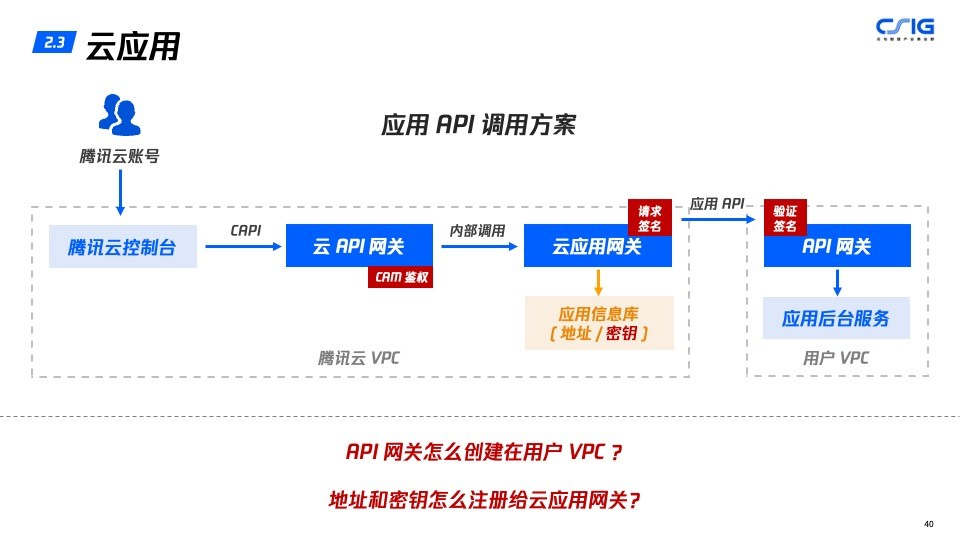 2.3
云应用
CSIG
应用 API 调用方案
腾讯云账号
腾讯云控制台
CAPI
云 API 网关
CAM 鉴权
内部调用
请求
签名
云应用网关
应用信息库
( 地址 / 密钥 )
腾讯云 VPC
应用 API
验证
签名
API 网关
应用后台服务
用户 VPC
API 网关怎么创建在用户 VPC ?
地址和密钥怎么注册给云应用网关?
40